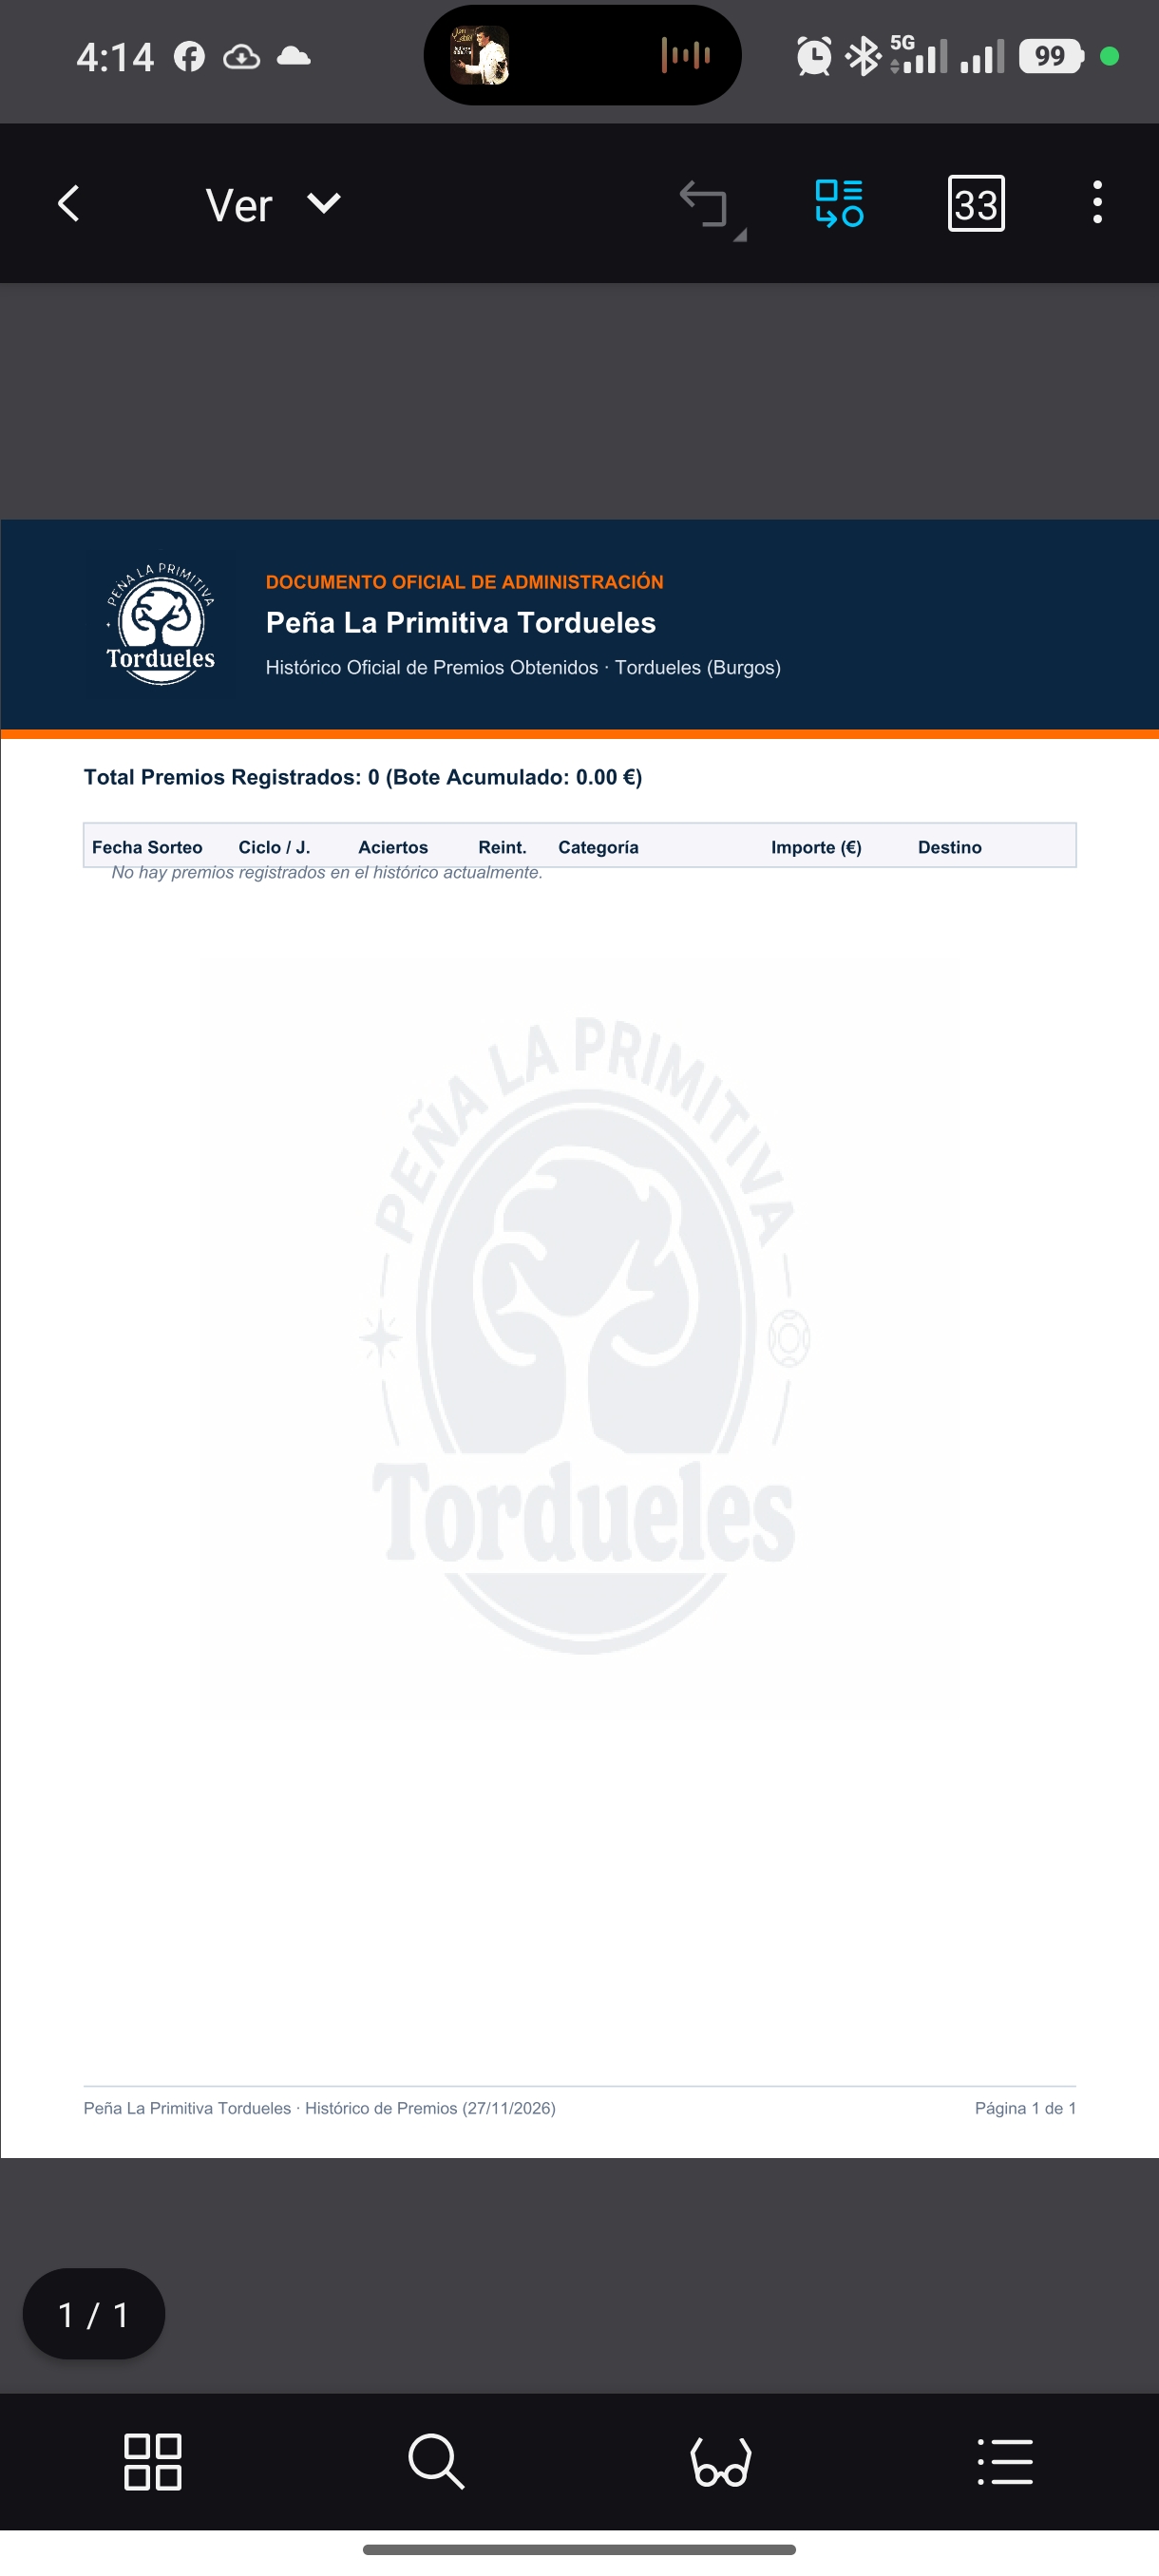 4:14
5G
99
Ver
33
PEÑA LA PRIMITIVA
Tordueles
DOCUMENTO OFICIAL DE ADMINISTRACIÓN
Peña La Primitiva Tordueles
Histórico Oficial de Premios Obtenidos · Tordueles (Burgos)
Total Premios Registrados: 0 (Bote Acumulado: 0.00 €)
Fecha Sorteo Ciclo / J. Aciertos Reint. Categoría Importe (€) Destino
No hay premios registrados en el histórico actualmente.
PEÑA LA PRIMITIVA
Tordueles
Peña La Primitiva Tordueles · Histórico de Premios (27/11/2026) Página 1 de 1
1 / 1